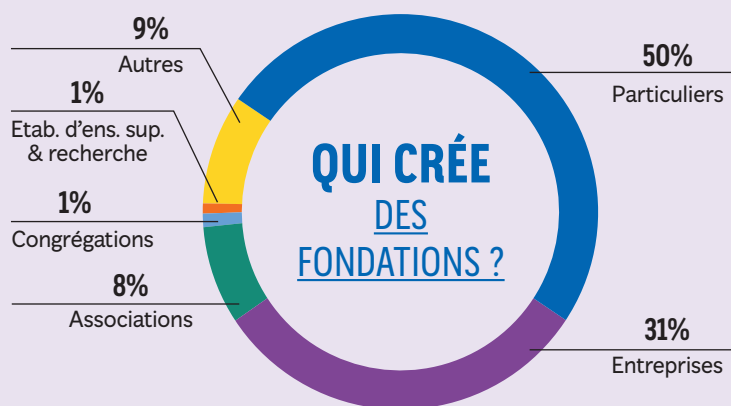 9%
Autres
1%
Etab. d'ens. sup.
& recherche
1%
Congrégations
8%
Associations
QUI CRÉE
DES
FONDATIONS ?
50%
Particuliers
31%
Entreprises